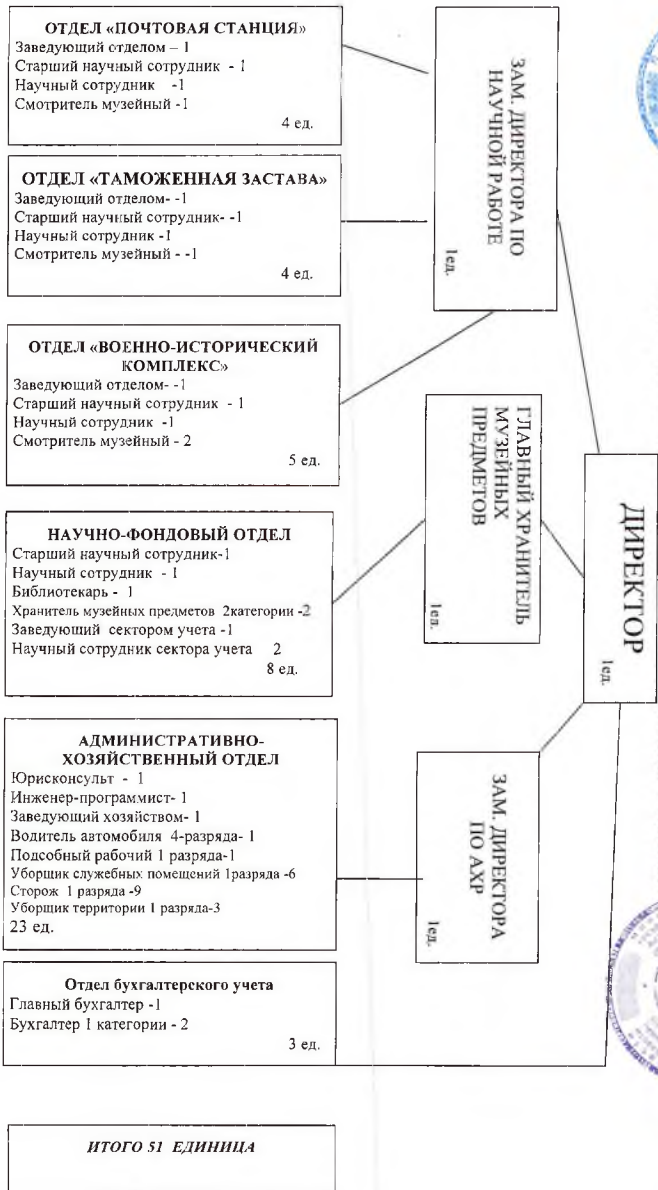 ОТДЕЛ «ПОЧТОВАЯ СТАНЦИЯ»
Заведующий отделом – 1
Старший научный сотрудник - 1
Научный сотрудник -1
Смотритель музейный -1
4 ед.
ОТДЕЛ «ТАМОЖЕННАЯ ЗАСТАВА»
Заведующий отделом- -1
Старший научный сотрудник- -1
Научный сотрудник -1
Смотритель музейный - -1
4 ед.
ОТДЕЛ «ВОЕННО-ИСТОРИЧЕСКИЙ
КОМПЛЕКС»
Заведующий отделом- -1
Старший научный сотрудник - 1
Научный сотрудник -1
Смотритель музейный - 2
5 ед.
НАУЧНО-ФОНДОВЫЙ ОТДЕЛ
Старший научный сотрудник-1
Научный сотрудник - 1
Библиотекарь - 1
Хранитель музейных предметов 2категории -2
Заведующий сектором учета -1
Научный сотрудник сектора учета 2
8 ед.
АДМИНИСТРАТИВНО-
ХОЗЯЙСТВЕННЫЙ ОТДЕЛ
Юрисконсульт - 1
Инженер-программист- 1
Заведующий хозяйством- 1
Водитель автомобиля 4-разряда- 1
Подсобный рабочий 1 разряда-1
Уборщик служебных помещений 1разряда -6
Сторож 1 разряда -9
Уборщик территории 1 разряда-3
23 ед.
Отдел бухгалтерского учета
Главный бухгалтер -1
Бухгалтер 1 категории - 2
3 ед.
ИТОГО 51 ЕДИНИЦА
ЗАМ. ДИРЕКТОРА ПО
НАУЧНОЙ РАБОТЕ
1ед.
ГЛАВНЫЙ ХРАНИТЕЛЬ
МУЗЕЙНЫХ
ПРЕДМЕТОВ
1ед.
ЗАМ. ДИРЕКТОРА
ПО АХР
1ед.
ДИРЕКТОР
1ед.